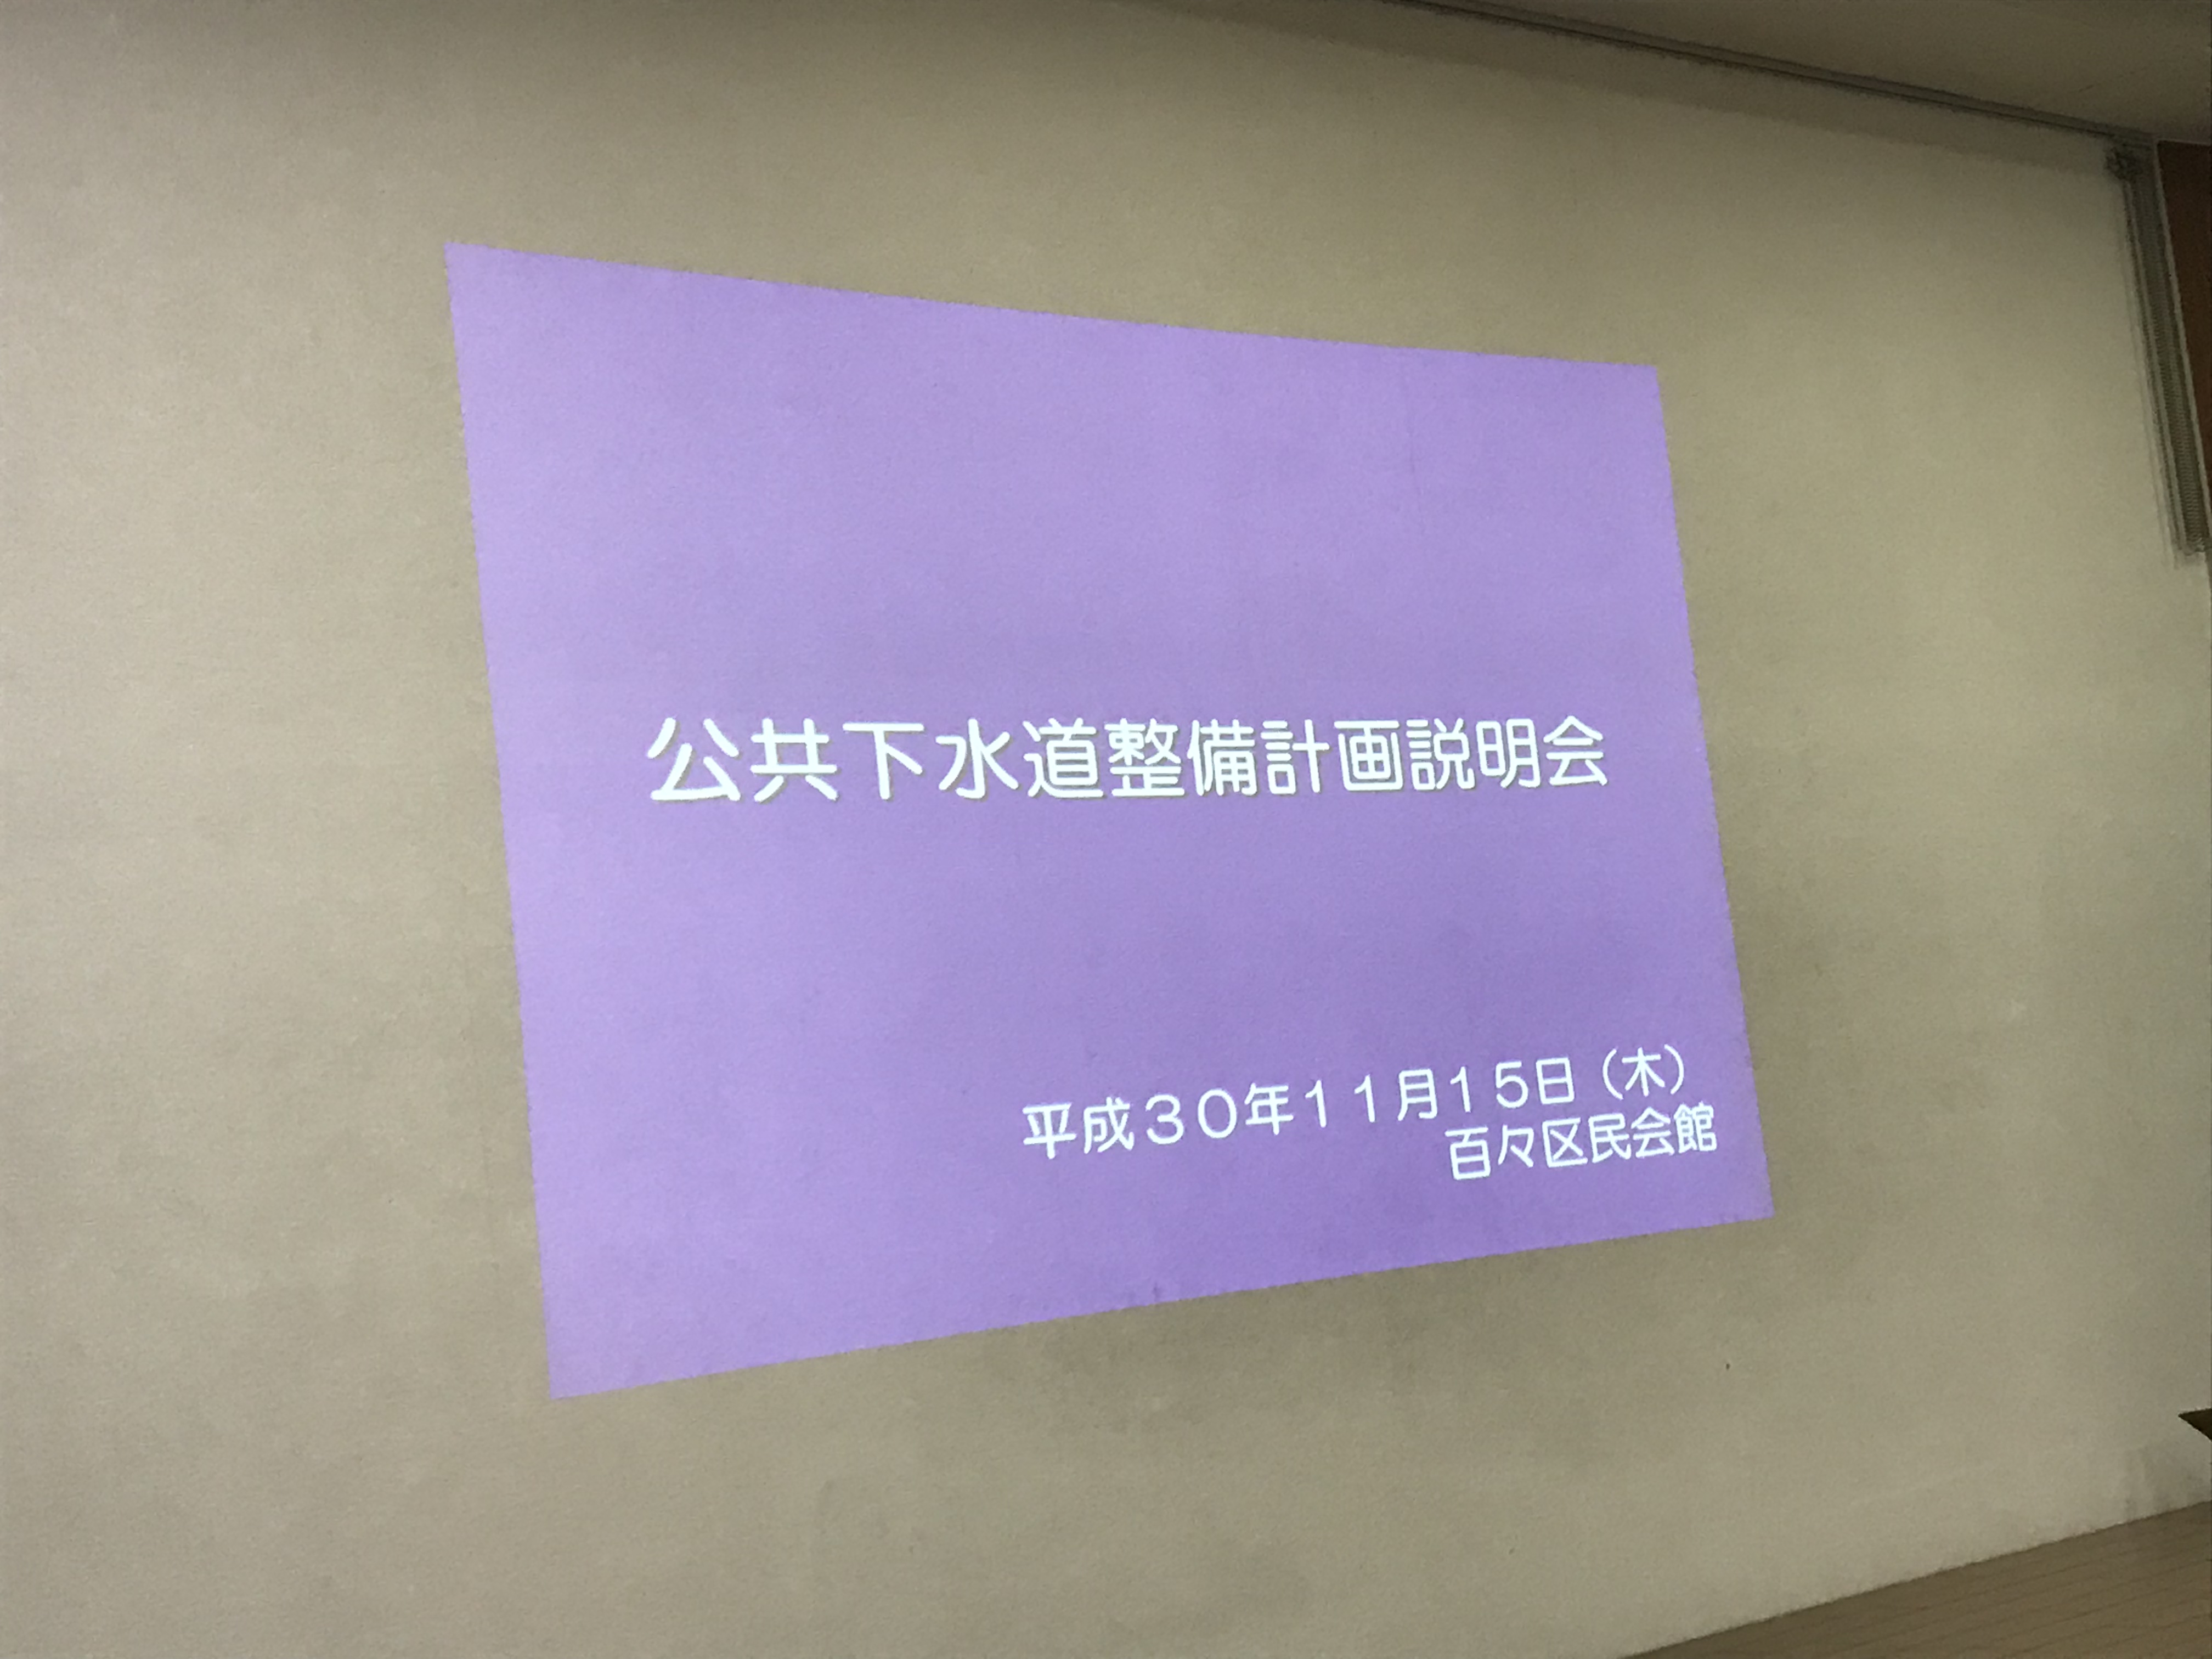 公共下水道整備計画説明会
平成３０年１１月１５日（木）
百々区民会館